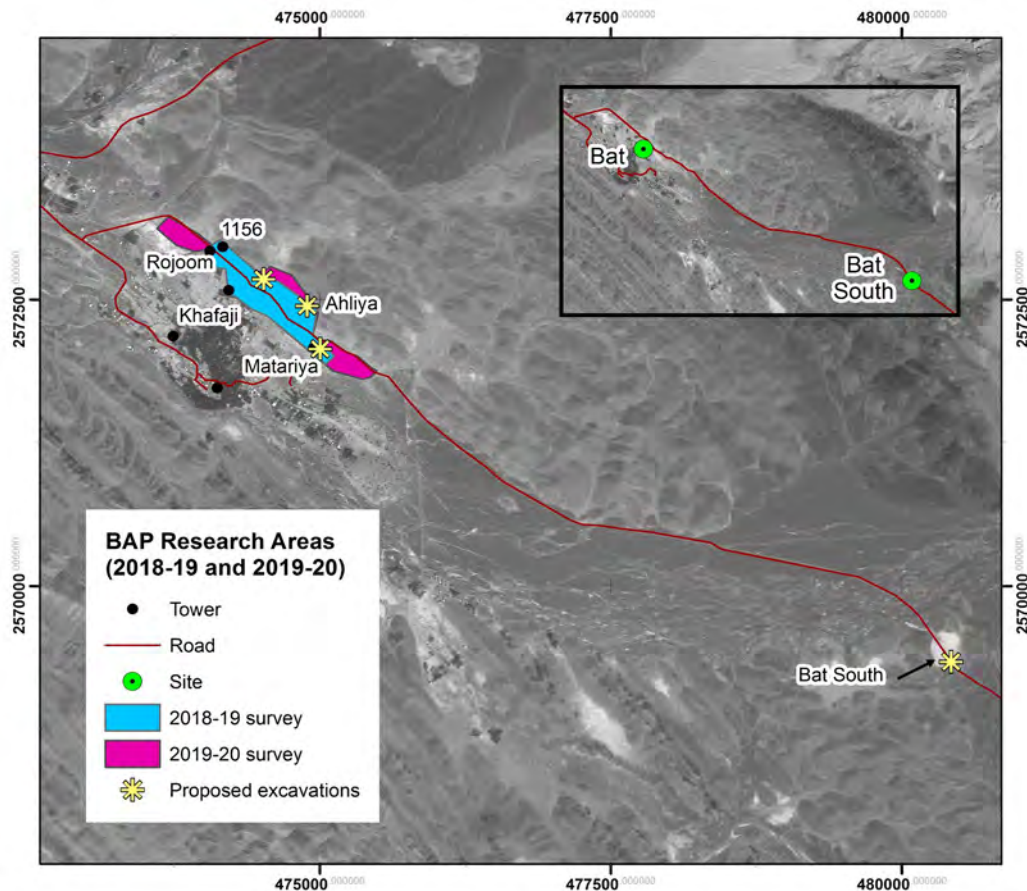 475000.000000
477500.000000
480000.000000
Bat
Bat
South
1156
Rojoom
Ahliya
Khafaji
Matariya
2572500.000000
2572500.000000
2570000.000000
2570000.000000
BAP Research Areas
(2018-19 and 2019-20)
Tower
Road
Site
2018-19 survey
2019-20 survey
Proposed excavations
Bat South
475000.000000
477500.000000
480000.000000